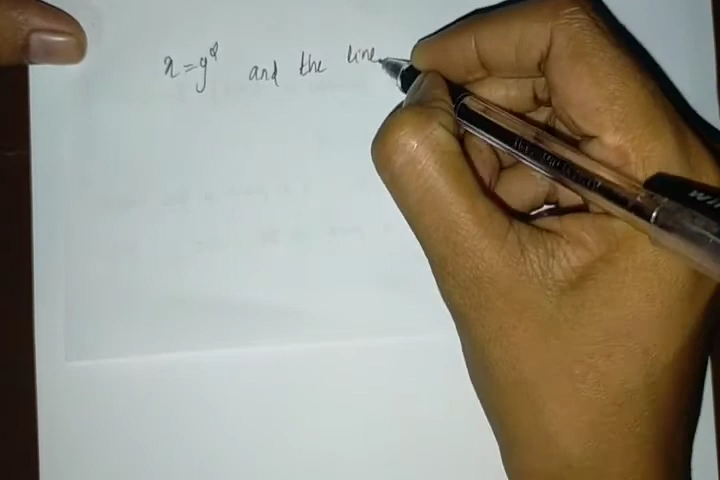 x=y² and the line